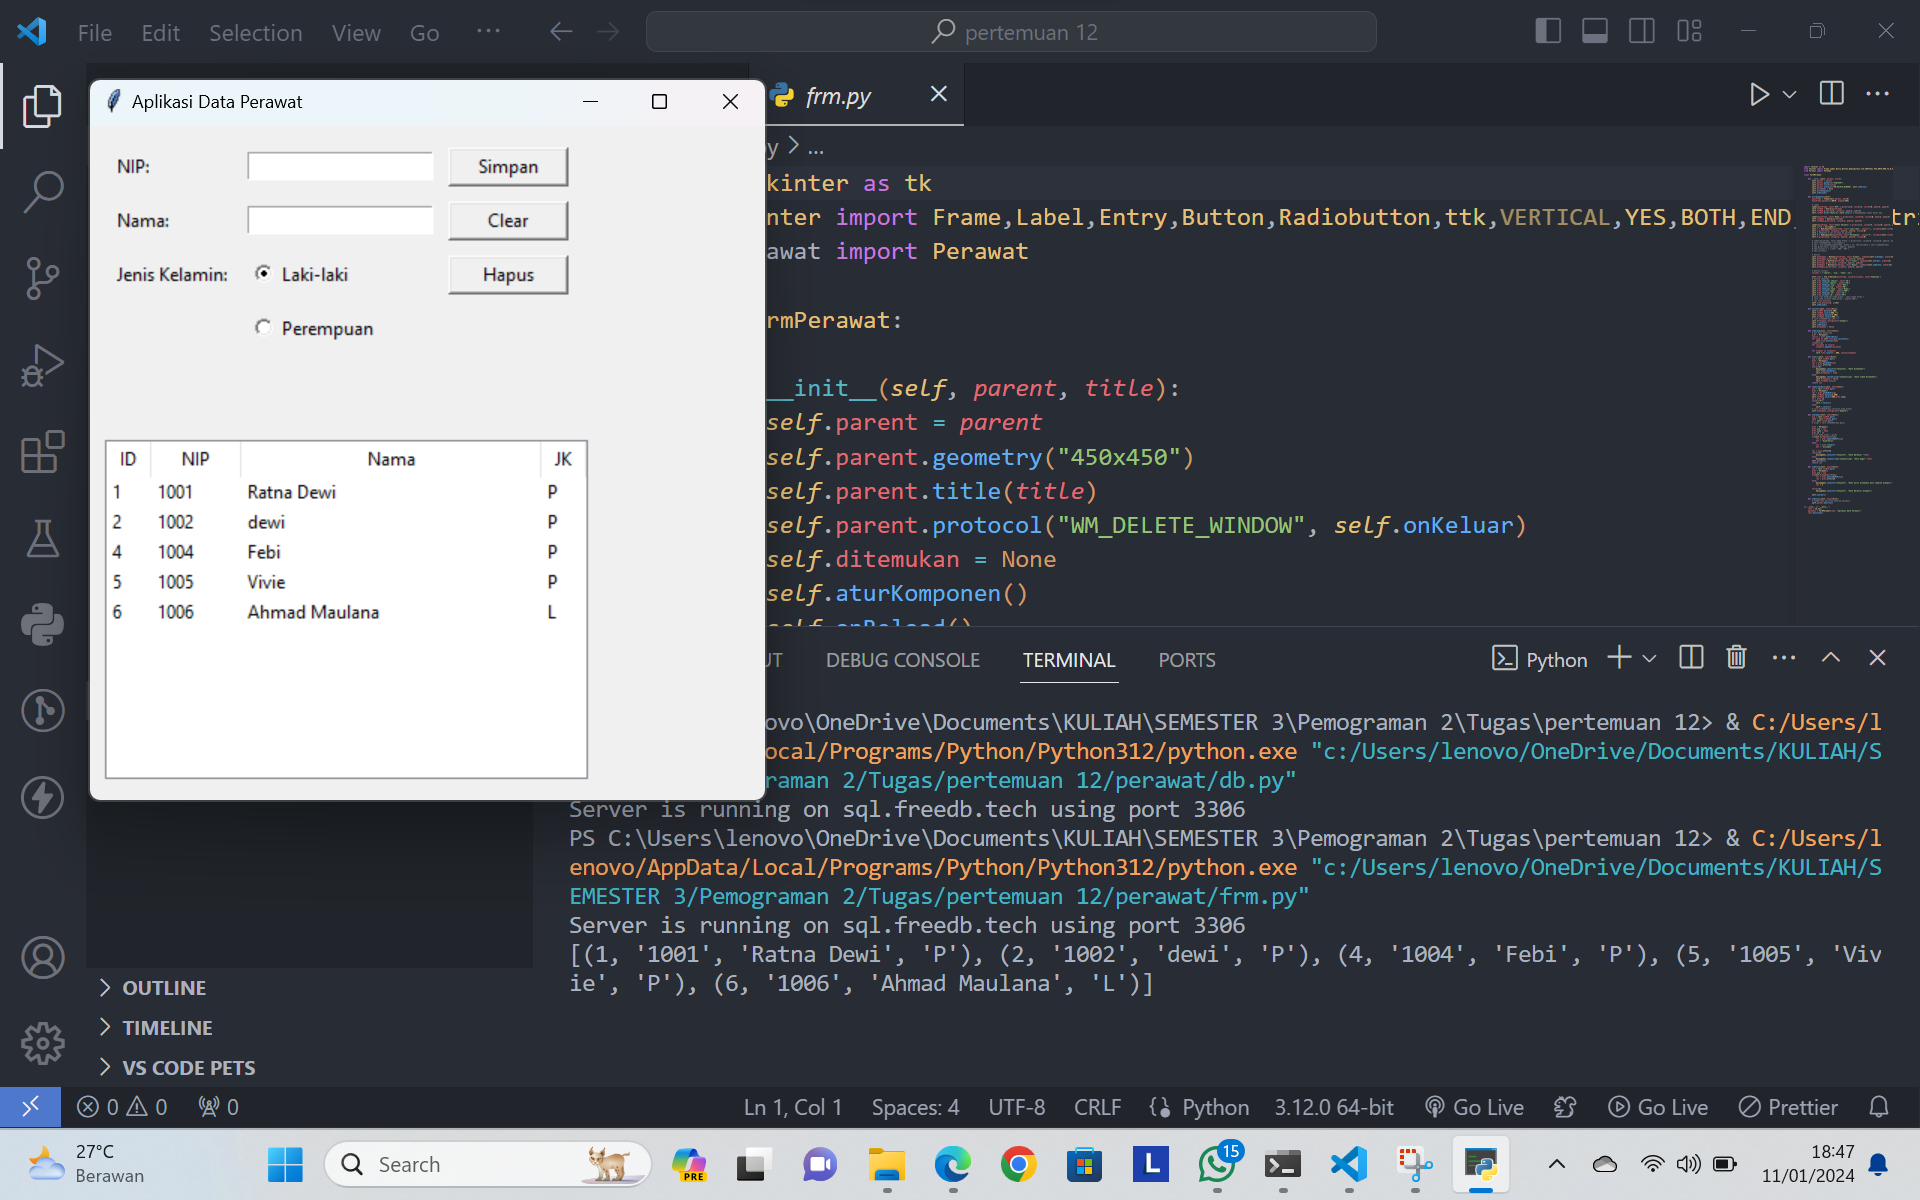 File Edit Selection View Go ... pertemuan 12
Aplikasi Data Perawat
NIP: Simpan
Nama: Clear
Jenis Kelamin: Laki-laki Hapus
Perempuan
ID NIP Nama JK
1 1001 Ratna Dewi P
2 1002 dewi P
4 1004 Febi P
5 1005 Vivie P
6 1006 Ahmad Maulana L
frm.py
y > ...
kinter as tk
nter import Frame,Label,Entry,Button,Radiobutton,ttk,VERTICAL,YES,BOTH,END
awat import Perawat
rmPerawat:
__init__(self, parent, title):
self.parent = parent
self.parent.geometry("450x450")
self.parent.title(title)
self.parent.protocol("WM_DELETE_WINDOW", self.onKeluar)
self.ditemukan = None
self.aturKomponen()
self.onReload()
UT DEBUG CONSOLE TERMINAL PORTS Python
ovo\OneDrive\Documents\KULIAH\SEMESTER 3\Pemograman 2\Tugas\pertemuan 12> & C:/Users/l
ocal/Programs/Python/Python312/python.exe "c:/Users/lenovo/OneDrive/Documents/KULIAH/S
raman 2/Tugas/pertemuan 12/perawat/db.py"
Server is running on sql.freedb.tech using port 3306
PS C:\Users\lenovo\OneDrive\Documents\KULIAH\SEMESTER 3\Pemograman 2\Tugas\pertemuan 12> & C:/Users/l
enovo/AppData/Local/Programs/Python/Python312/python.exe "c:/Users/lenovo/OneDrive/Documents/KULIAH/S
EMESTER 3/Pemograman 2/Tugas/pertemuan 12/perawat/frm.py"
Server is running on sql.freedb.tech using port 3306
[(1, '1001', 'Ratna Dewi', 'P'), (2, '1002', 'dewi', 'P'), (4, '1004', 'Febi', 'P'), (5, '1005', 'Viv
ie', 'P'), (6, '1006', 'Ahmad Maulana', 'L')]
OUTLINE
TIMELINE
VS CODE PETS
0 0 0 Ln 1, Col 1 Spaces: 4 UTF-8 CRLF Python 3.12.0 64-bit Go Live Go Live Prettier
27°C
Berawan
Search
PRE
L
15
18:47
11/01/2024